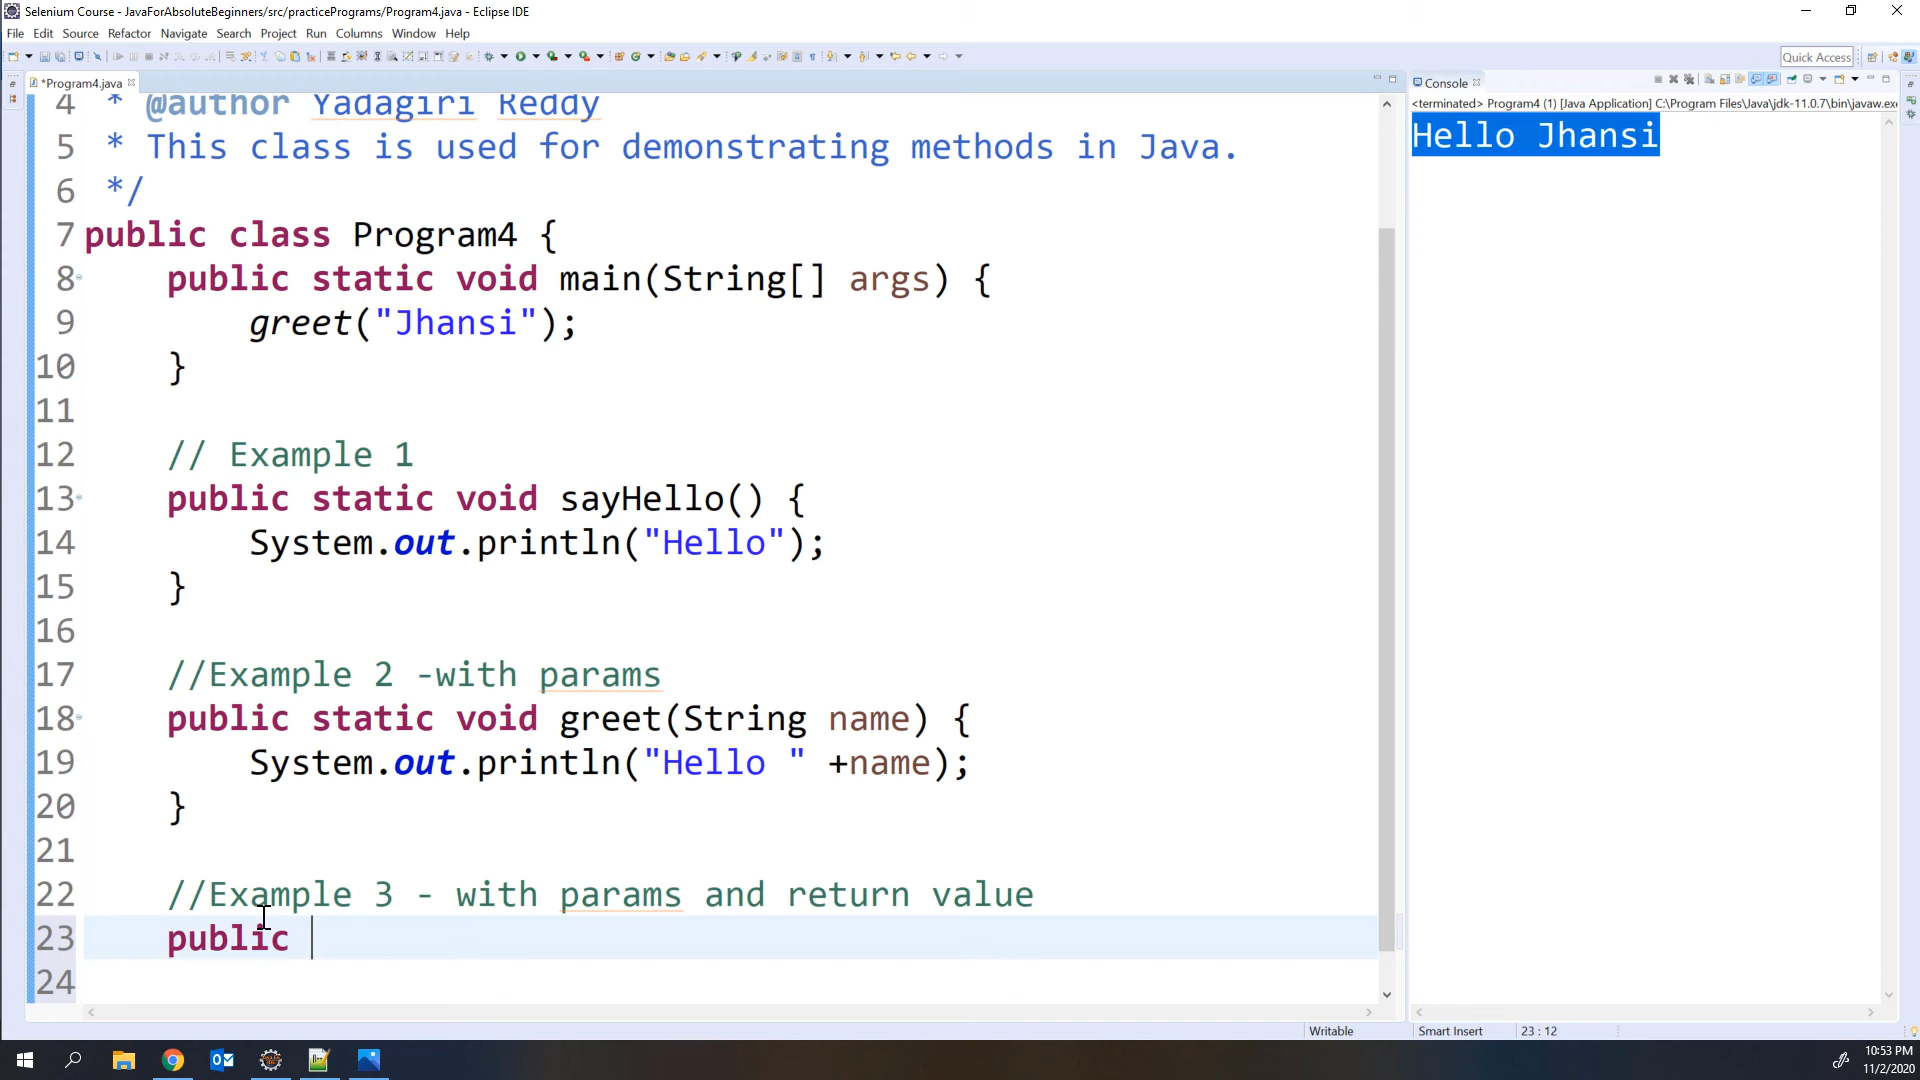 Selenium Course - JavaForAbsoluteBeginners/src/practicePrograms/Program4.java - Eclipse IDE
File Edit Source Refactor Navigate Search Project Run Columns Window Help
Quick Access
*Program4.java
Console
<terminated> Program4 (1) [Java Application] C:\Program Files\Java\jdk-11.0.7\bin\javaw.exe
Hello Jhansi
4 * @author Yadagiri Reddy
5 * This class is used for demonstrating methods in Java.
6 */
7 public class Program4 {
8 public static void main(String[] args) {
9 greet("Jhansi");
10 }
11
12 // Example 1
13 public static void sayHello() {
14 System.out.println("Hello");
15 }
16
17 //Example 2 -with params
18 public static void greet(String name) {
19 System.out.println("Hello " +name);
20 }
21
22 //Example 3 - with params and return value
23 public
24
Writable Smart Insert 23 : 12
10:53 PM
11/2/2020